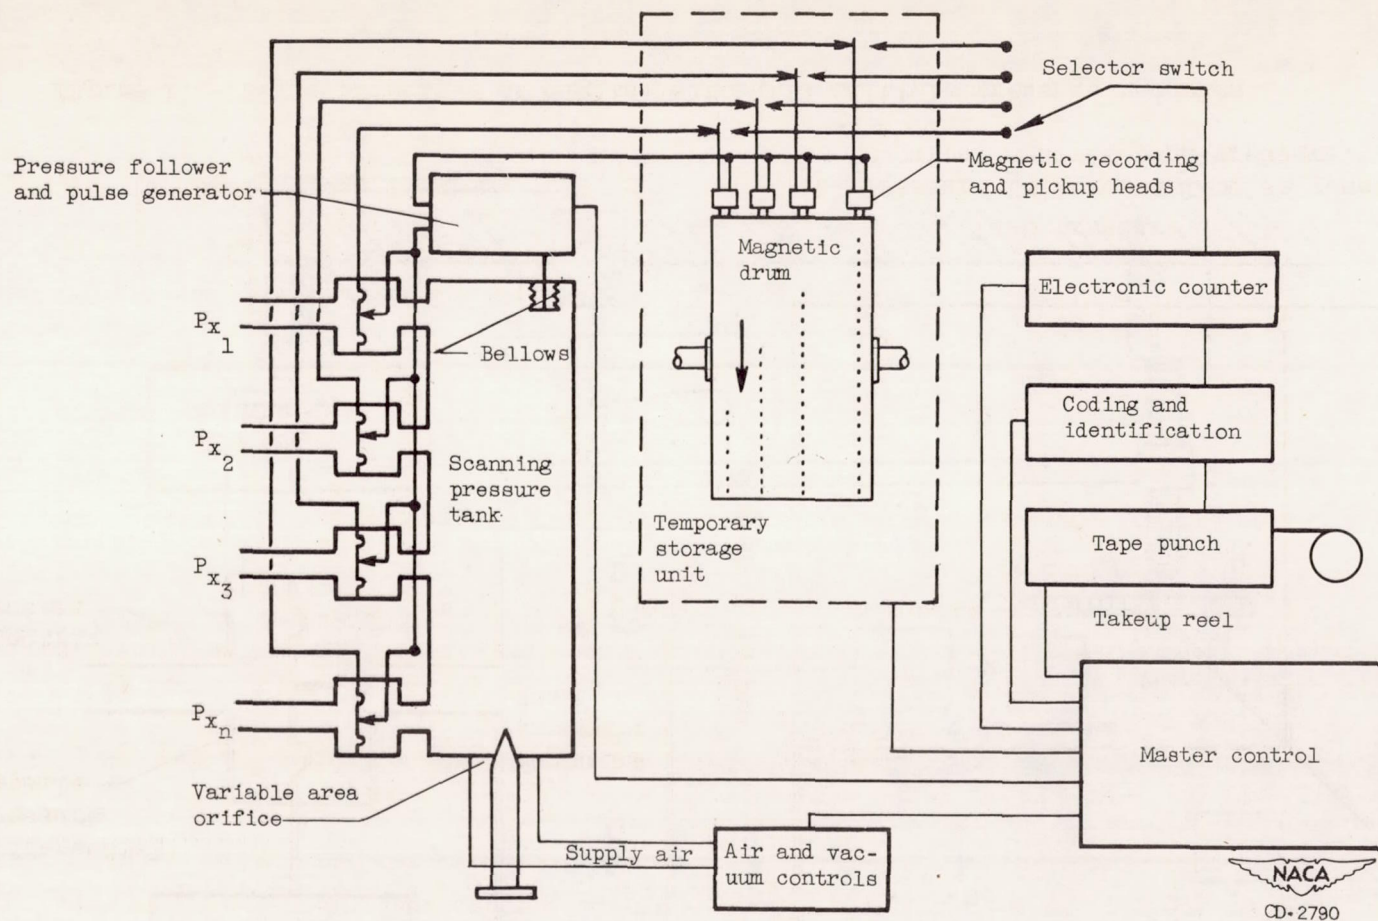 Selector switch
Pressure follower
and pulse generator
Magnetic recording
and pickup heads
Magnetic
drum
Electronic counter
Px1
Bellows
Coding and
identification
Px2
Scanning
pressure
tank
Temporary
storage
unit
Tape punch
Px3
Takeup reel
Pxn
Master control
Variable area
orifice
Supply air
Air and vac-
uum controls
NACA
CD-2790